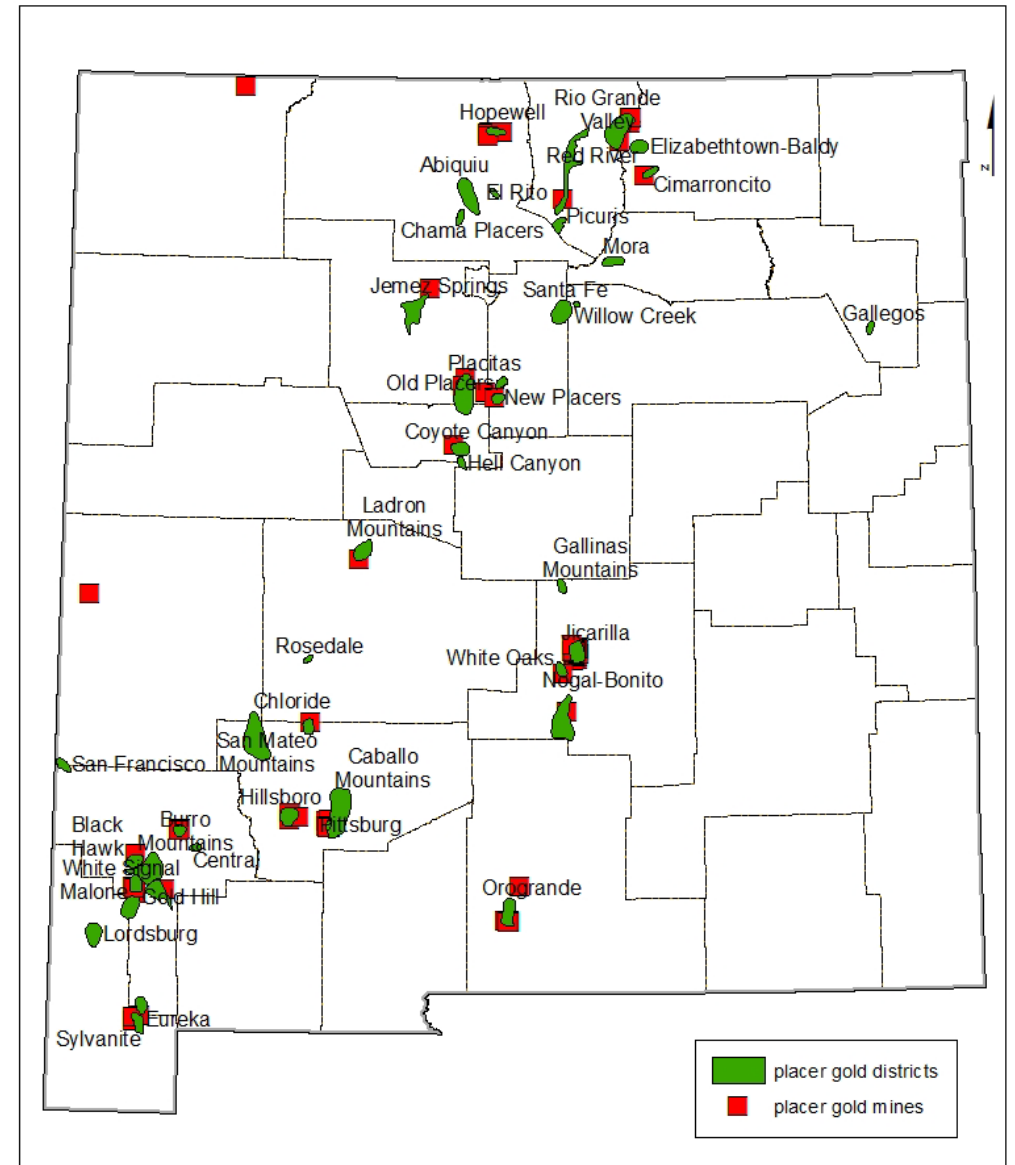 Rio Grande
Valley
Hopewell
Red River
Elizabethtown-Baldy
Abiquiu
El Rito
Cimarroncito
Picuris
Chama Placers
Mora
N
Jemez Springs
Santa Fe
Willow Creek
Gallegos
Placitas
Old Placers
New Placers
Coyote Canyon
Hell Canyon
Ladron
Mountains
Gallinas
Mountains
Jicarilla
Rosedale
White Oaks
Nogal-Bonito
Chloride
San Mateo
Mountains
San Francisco
Caballo
Mountains
Hillsboro
Pittsburg
Black
Hawk
Burro
Mountains
Central
White Signal
Malone
Gold Hill
Orogrande
Lordsburg
Eureka
Sylvanite
placer gold districts
placer gold mines